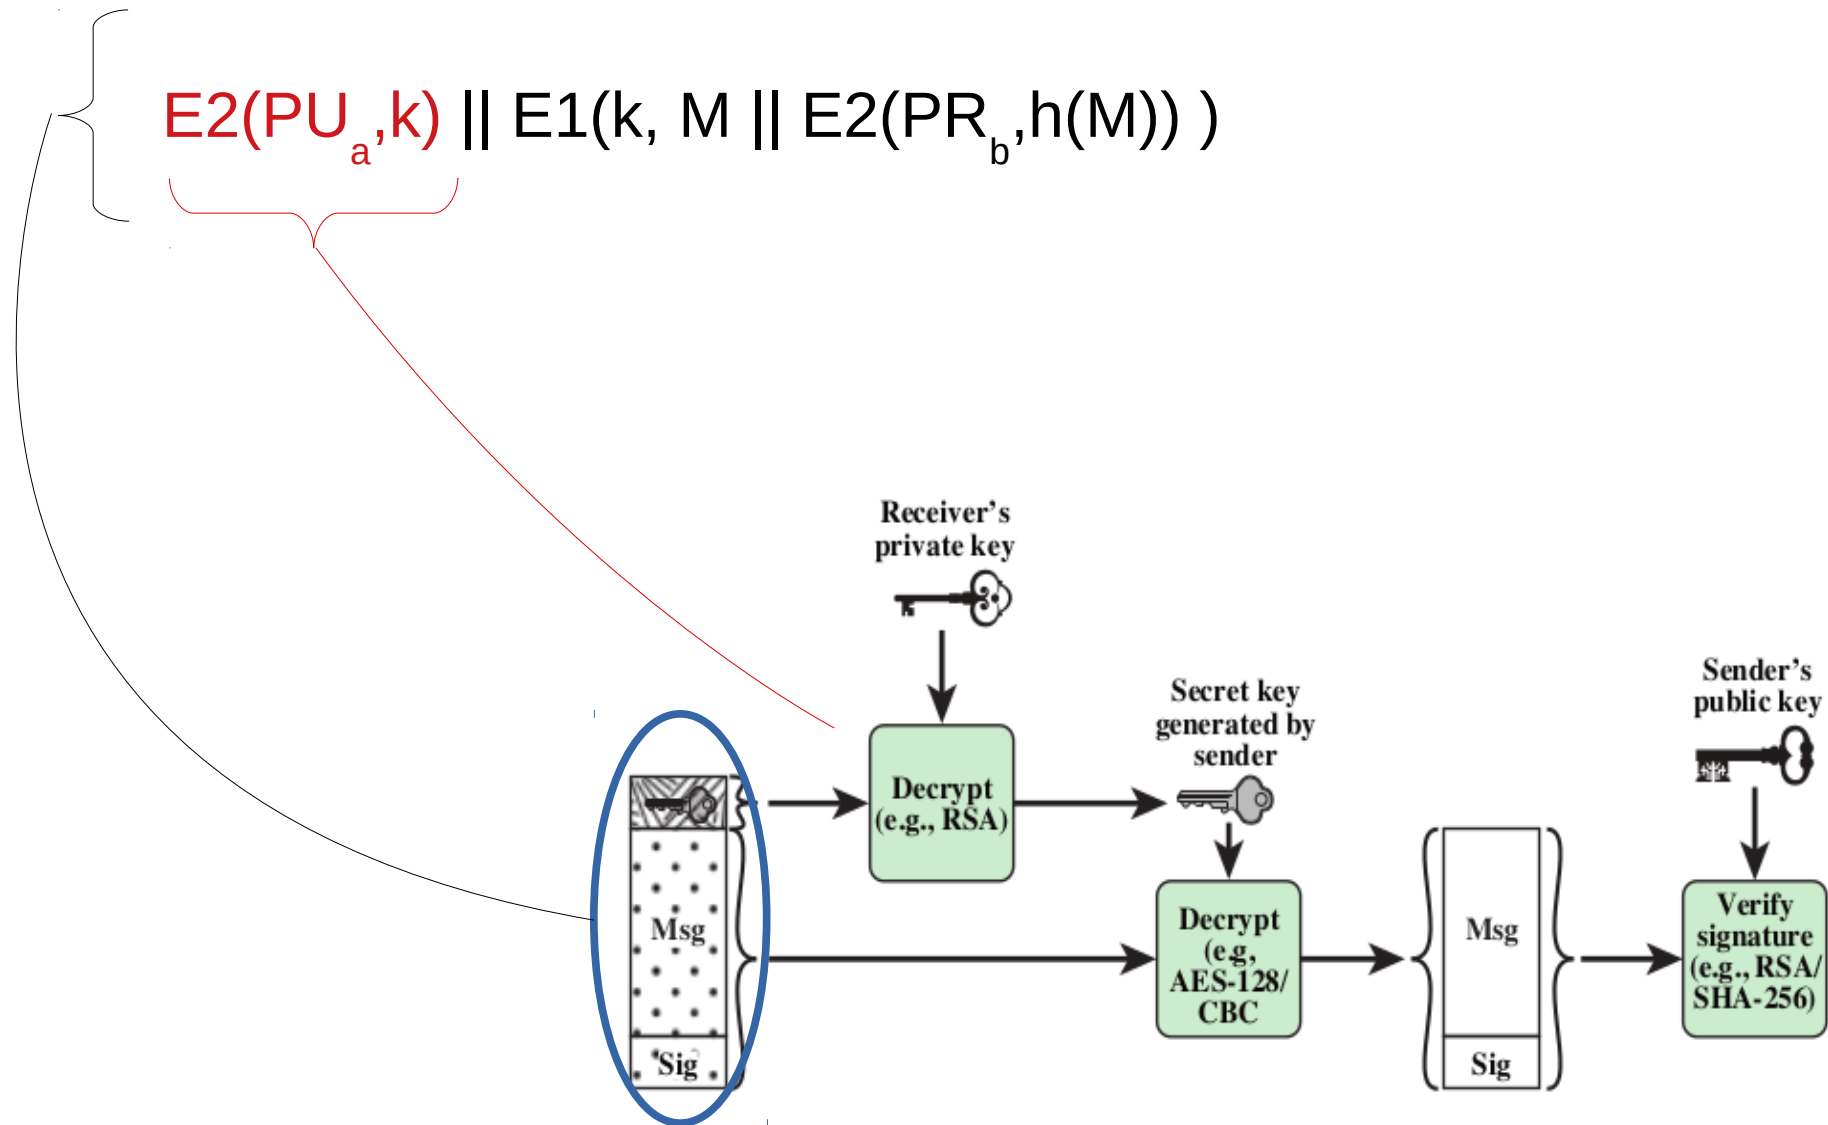 E2(PUa,k) || E1(k, M || E2(PRb,h(M)) )
Receiver's
private key
Decrypt
(e.g., RSA)
Secret key
generated by
sender
Sender's
public key
Msg
Sig
Decrypt
(e.g,
AES-128/
CBC
Msg
Sig
Verify
signature
(e.g., RSA/
SHA-256)